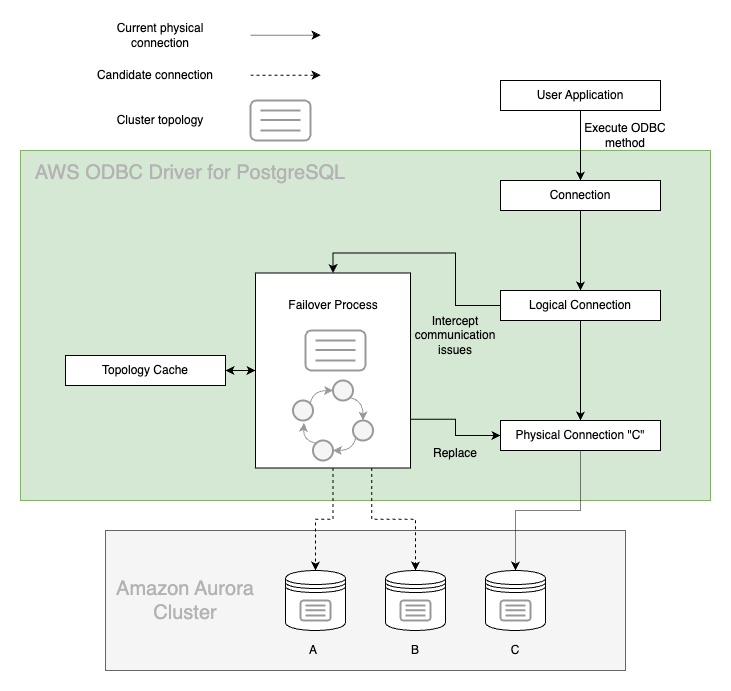 Current physical
connection
Candidate connection
Cluster topology
User Application
Execute ODBC
method
AWS ODBC Driver for PostgreSQL
Connection
Failover Process
Logical Connection
Intercept
communication
issues
Topology Cache
Physical Connection "C"
Replace
Amazon Aurora
Cluster
A
B
C